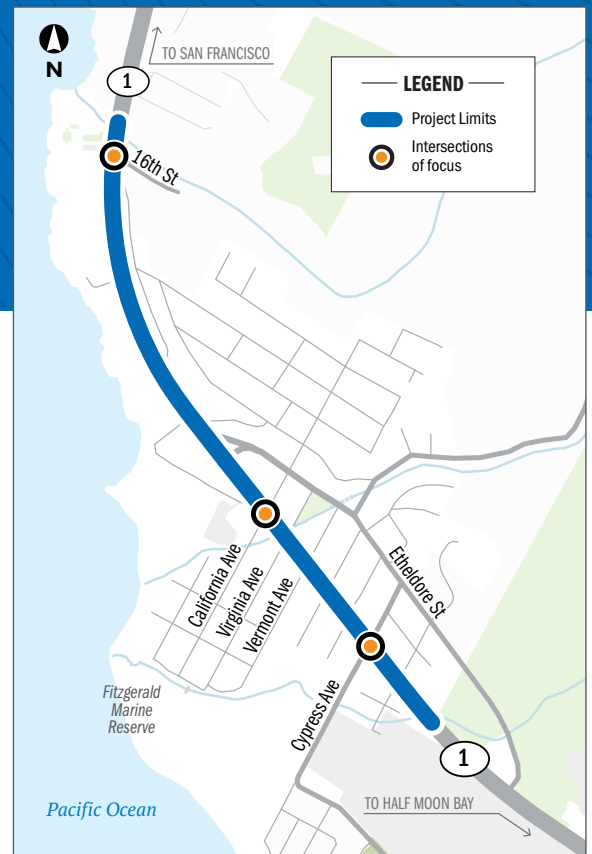 N
1
TO SAN FRANCISCO
LEGEND
Project Limits
Intersections
of focus
16th St
California Ave
Virginia Ave
Vermont Ave
Etheldore St
Cypress Ave
Fitzgerald
Marine
Reserve
1
Pacific Ocean
TO HALF MOON BAY